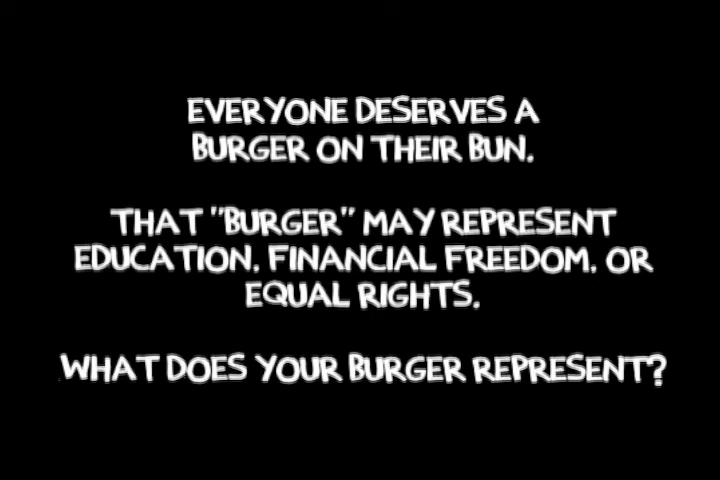 EVERYONE DESERVES A
BURGER ON THEIR BUN.
THAT "BURGER" MAY REPRESENT
EDUCATION, FINANCIAL FREEDOM, OR
EQUAL RIGHTS.
WHAT DOES YOUR BURGER REPRESENT?